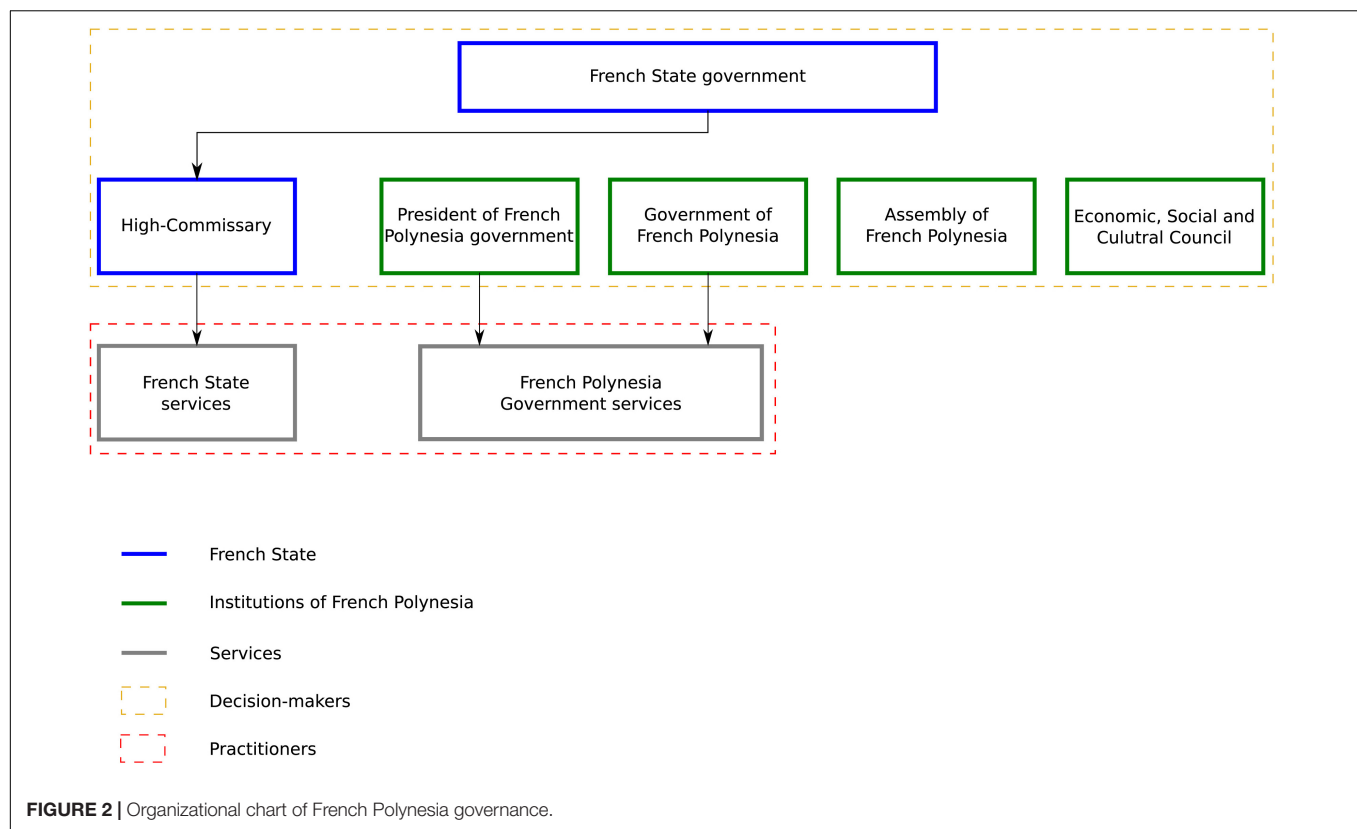 French State government
High-Commissary
President of French
Polynesia government
Government of
French Polynesia
Assembly of
French Polynesia
Economic, Social and
Culutral Council
French State
services
French Polynesia
Government services
French State
Institutions of French Polynesia
Services
Decision-makers
Practitioners
FIGURE 2 | Organizational chart of French Polynesia governance.